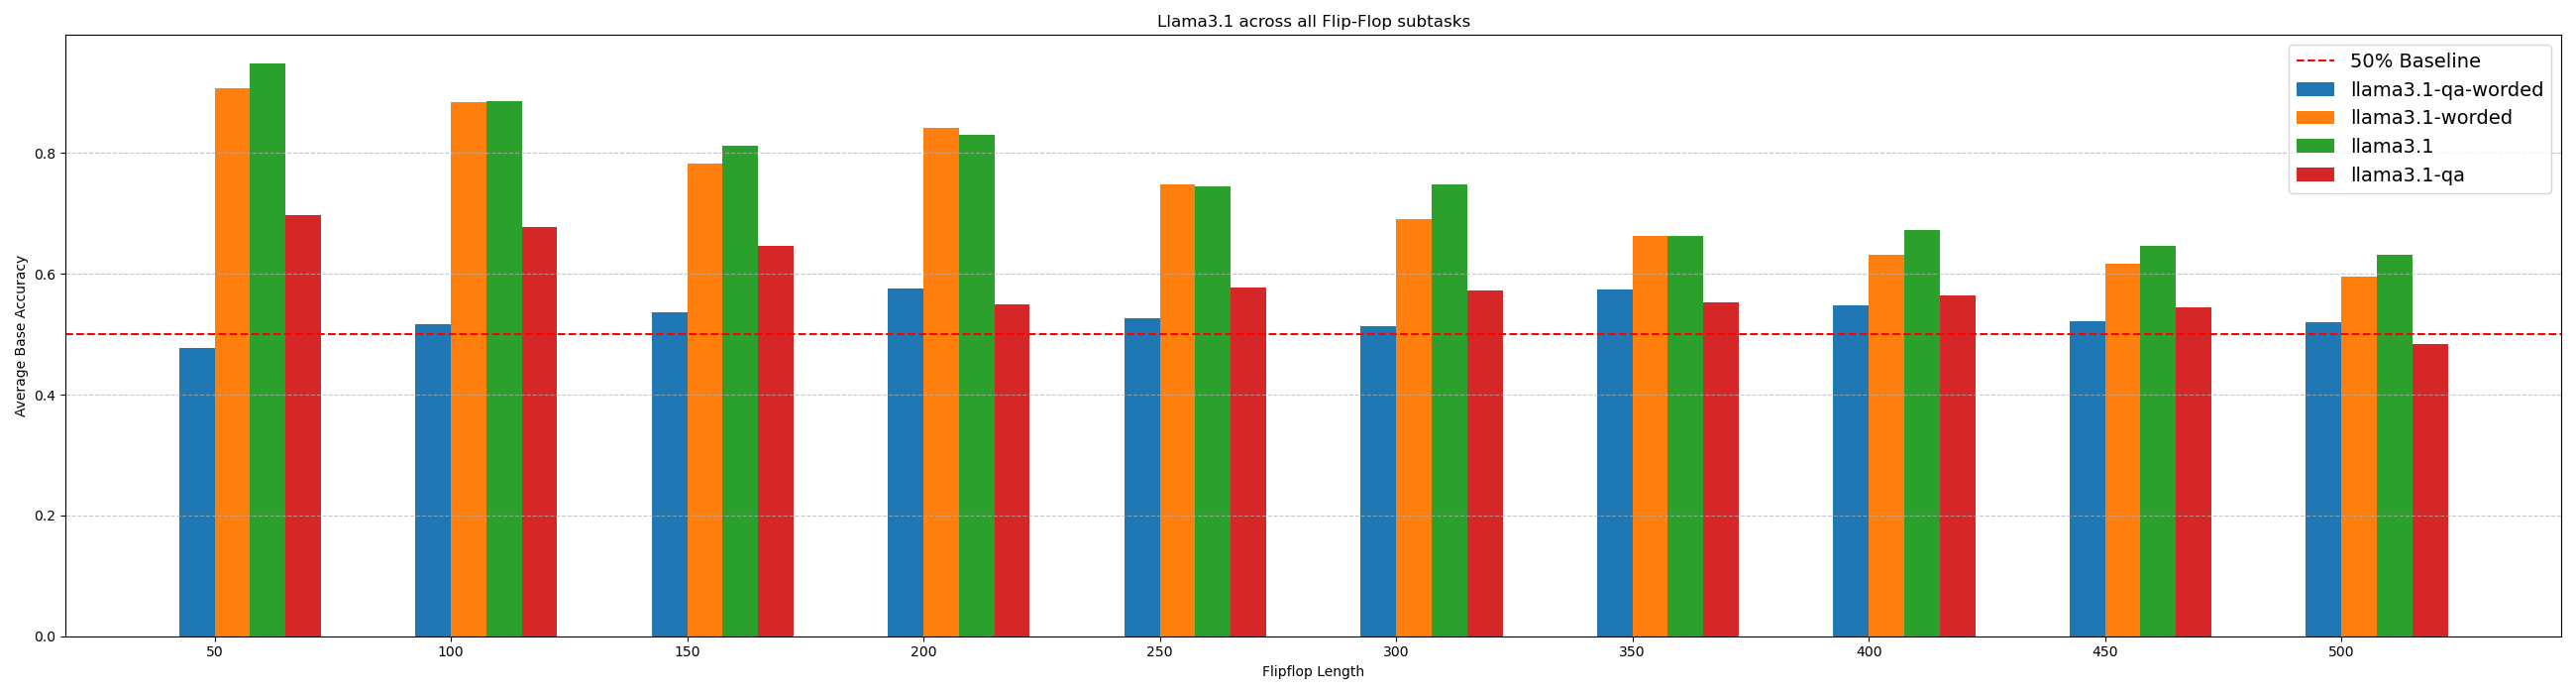 Llama3.1 across all Flip-Flop subtasks
50% Baseline
llama3.1-qa-worded
llama3.1-worded
llama3.1
llama3.1-qa
Average Base Accuracy
0.8
0.6
0.4
0.2
0.0
50 100 150 200 250 300 350 400 450 500
Flipflop Length